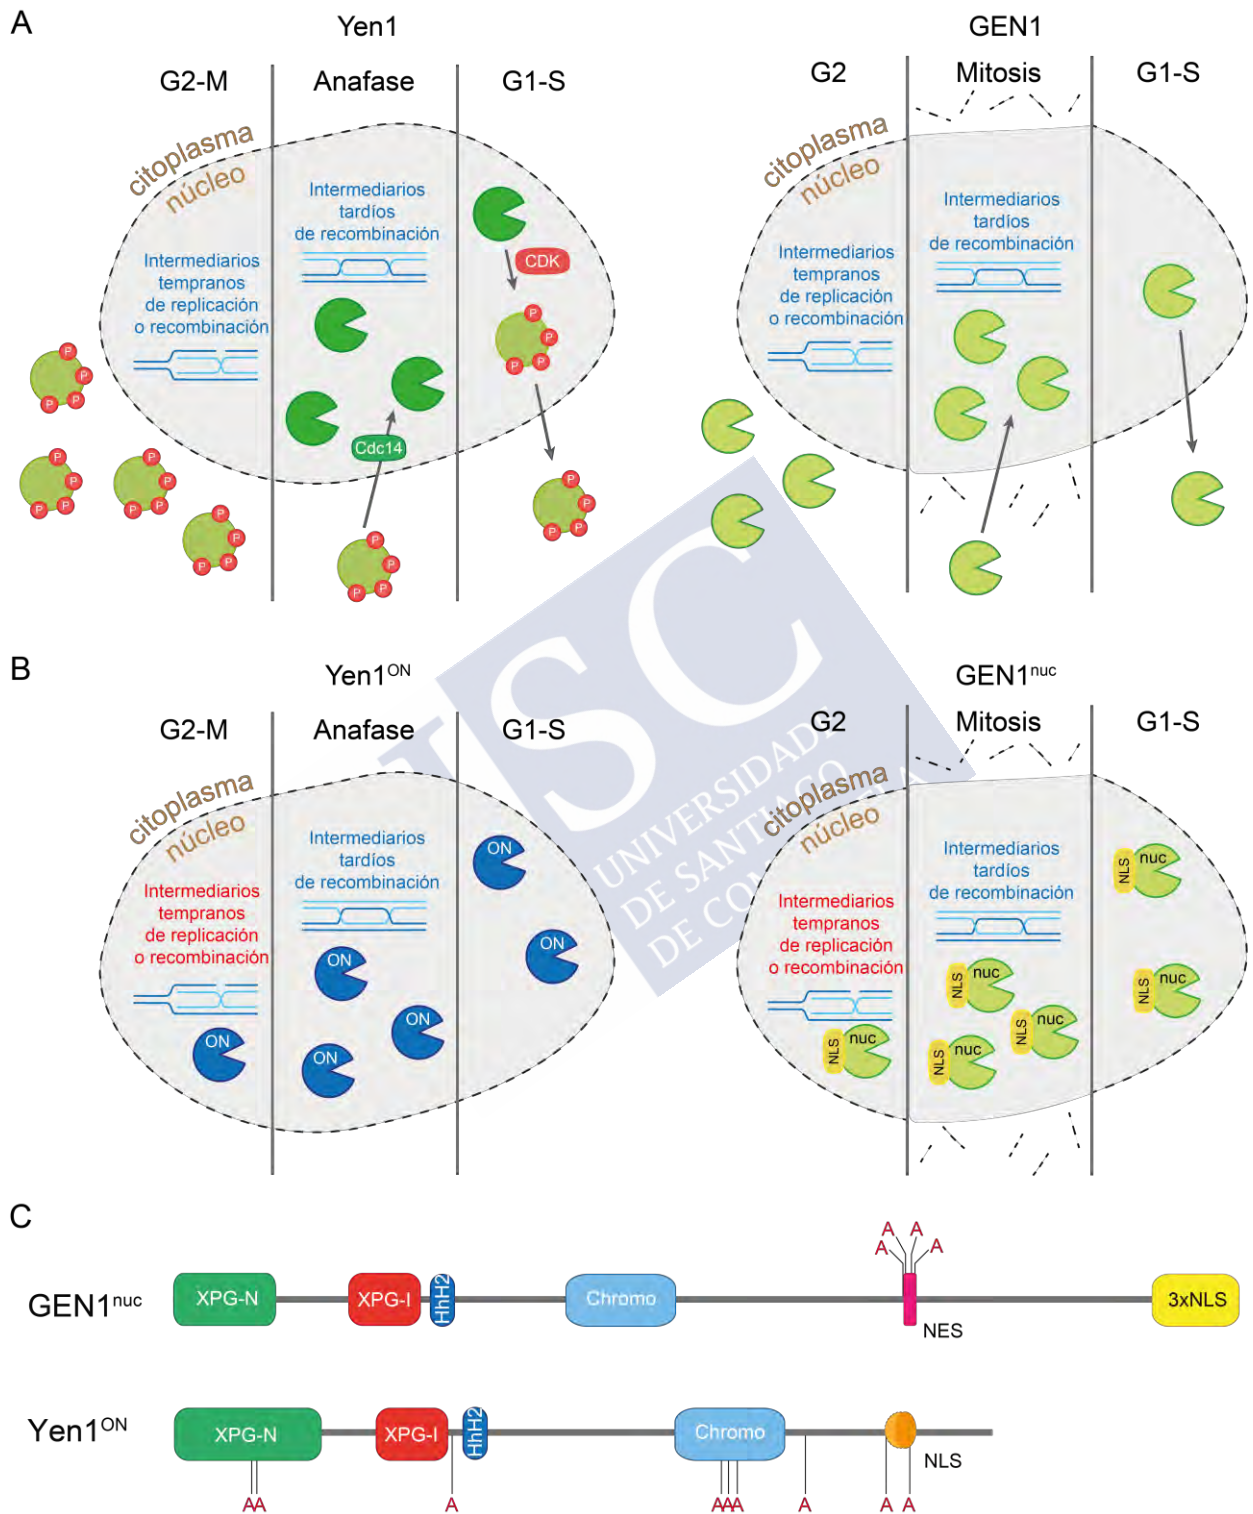 A
Yen1
G2-M
Anafase
G1-S
citoplasma
núcleo
Intermediarios
tempranos
de replicación
o recombinación
Intermediarios
tardíos
de recombinación
CDK
Cdc14
P P P P P
P P P P P
P P P P P
P P P P P
P P P P P
P P P P P
P P P P P
GEN1
G2
Mitosis
G1-S
citoplasma
núcleo
Intermediarios
tempranos
de replicación
o recombinación
Intermediarios
tardíos
de recombinación
B
Yen1ON
G2-M
Anafase
G1-S
citoplasma
núcleo
Intermediarios
tempranos
de replicación
o recombinación
Intermediarios
tardíos
de recombinación
ON
ON
ON
ON
ON
ON
GEN1nuc
G2
Mitosis
G1-S
citoplasma
núcleo
Intermediarios
tempranos
de replicación
o recombinación
Intermediarios
tardíos
de recombinación
NLS nuc
NLS nuc
NLS nuc
NLS nuc
NLS nuc
NLS nuc
USC
UNIVERSIDADE
DE SANTIAGO
C
GEN1nuc
XPG-N
XPG-I
HhH2
Chromo
A A A A
NES
3xNLS
Yen1ON
XPG-N
XPG-I
HhH2
Chromo
NLS
AA
A
AAA
A
A
A